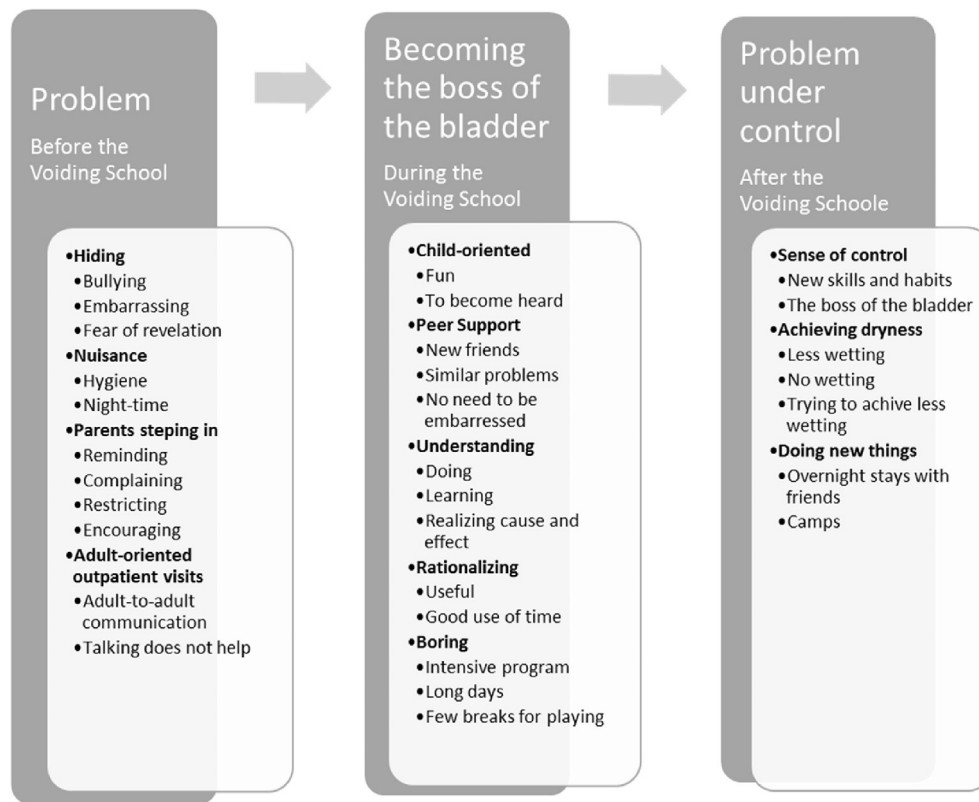 Problem
Before the
Voiding School
•Hiding
•Bullying
•Embarrassing
•Fear of revelation
•Nuisance
•Hygiene
•Night-time
•Parents steping in
•Reminding
•Complaining
•Restricting
•Encouraging
•Adult-oriented
outpatient visits
•Adult-to-adult
communication
•Talking does not help
Becoming
the boss of
the bladder
During the
Voiding School
•Child-oriented
•Fun
•To become heard
•Peer Support
•New friends
•Similar problems
•No need to be
embarressed
•Understanding
•Doing
•Learning
•Realizing cause and
effect
•Rationalizing
•Useful
•Good use of time
•Boring
•Intensive program
•Long days
•Few breaks for playing
Problem
under
control
After the
Voiding Schoole
•Sense of control
•New skills and habits
•The boss of the bladder
•Achieving dryness
•Less wetting
•No wetting
•Trying to achive less
wetting
•Doing new things
•Overnight stays with
friends
•Camps